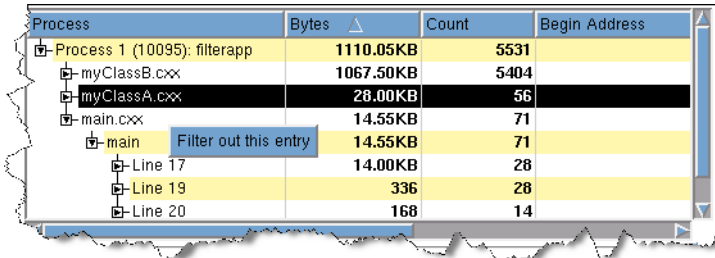 Process Bytes Count Begin Address
Process 1 (10095): filterapp 1110.05KB 5531
myClassB.cxx 1067.50KB 5404
myClassA.cxx 28.00KB 56
main.cxx 14.55KB 71
main 14.55KB 71
Filter out this entry
Line 17 14.00KB 28
Line 19 336 28
Line 20 168 14